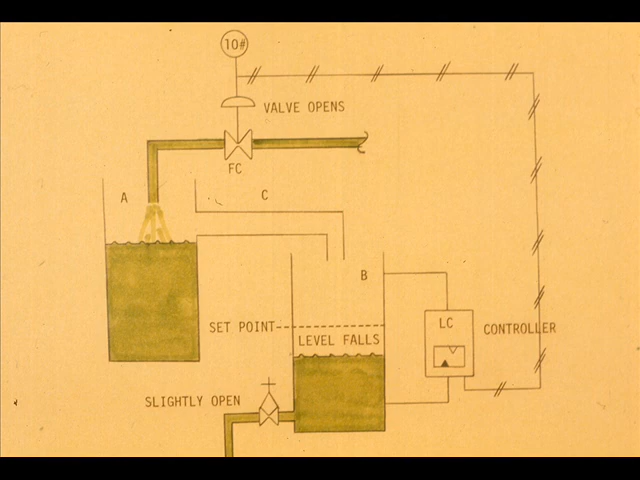 10#
VALVE OPENS
FC
A
C
B
SET POINT
LEVEL FALLS
LC
CONTROLLER
SLIGHTLY OPEN